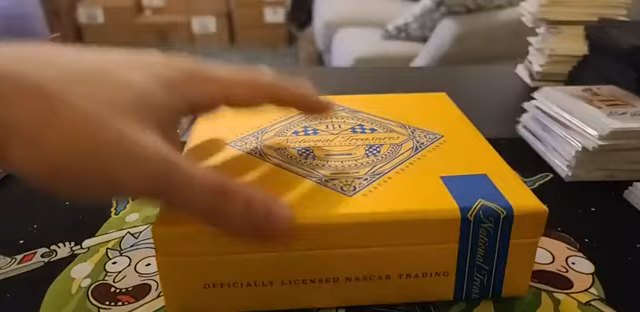 National Treasures
National Treas
OFFICIALLY LICENSED NASCAR TRADING